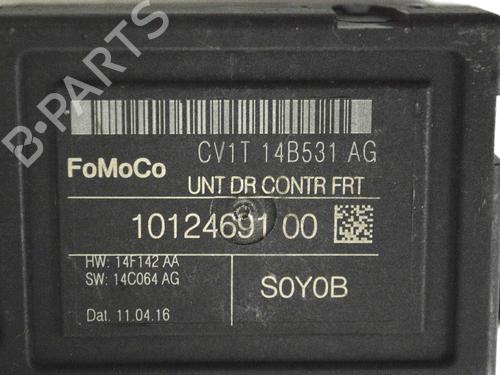 B-PARTS
CV1T 14B531 AG
FoMoCo
UNT DR CONTR FRT
10124691 00
HW: 14F142 AA
SW: 14C064 AG
S0Y0B
Dat. 11.04.16